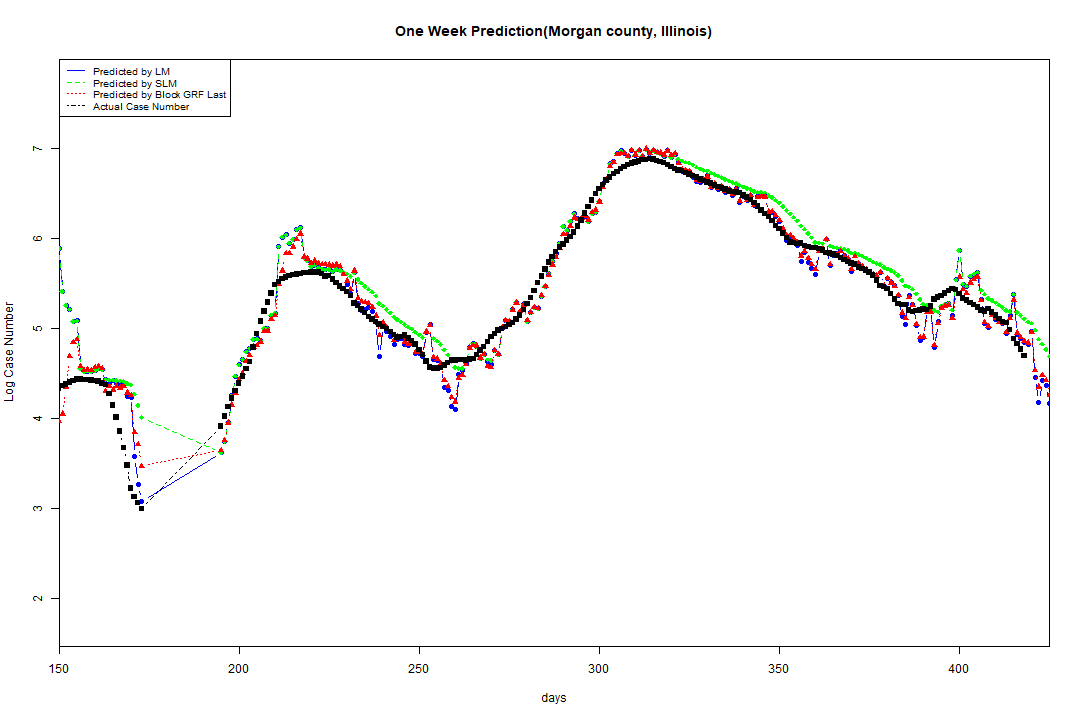 One Week Prediction(Morgan county, Illinois)
Predicted by LM
Predicted by SLM
Predicted by Block GRF Last
Actual Case Number
Log Case Number
7
6
5
4
3
2
150 200 250 300 350 400
days